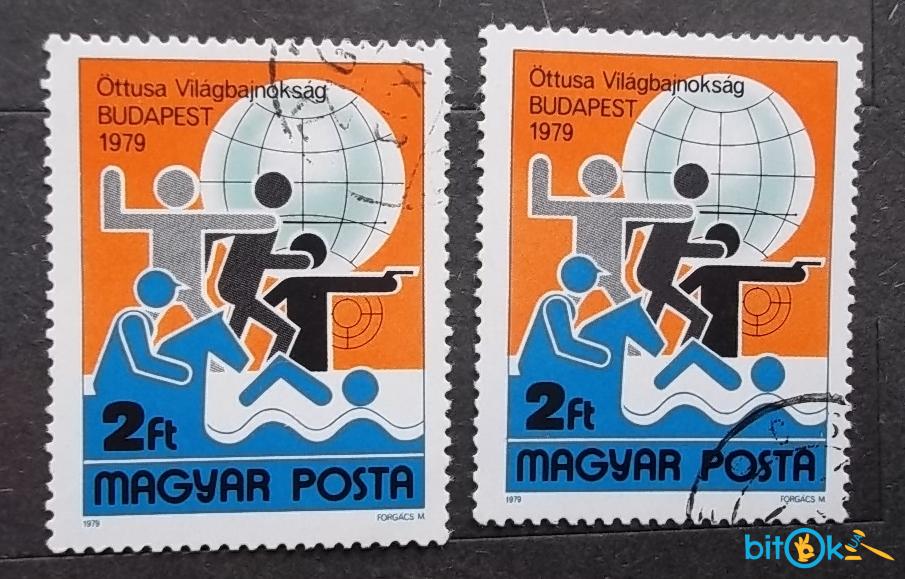 Öttusa Világbajnokság
BUDAPEST
1979
2Ft
MAGYAR POSTA
1979
FORGÁCS M.
Öttusa Világbajnokság
BUDAPEST
1979
2Ft
MAGYAR POSTA
1979
FORGÁCS M.
bitOk
UA